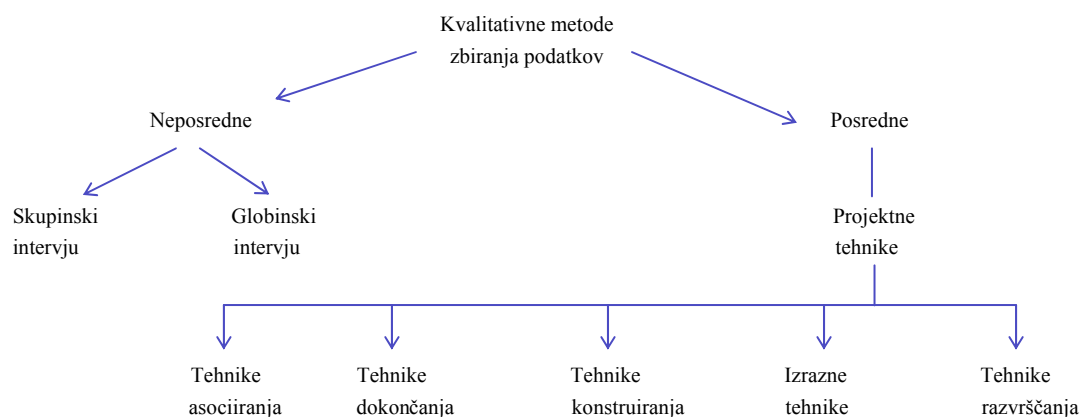 Kvalitativne metode
zbiranja podatkov
Neposredne
Posredne
Skupinski
intervju
Globinski
intervju
Projektne
tehnike
Tehnike
asociiranja
Tehnike
dokončanja
Tehnike
konstruiranja
Izrazne
tehnike
Tehnike
razvrščanja